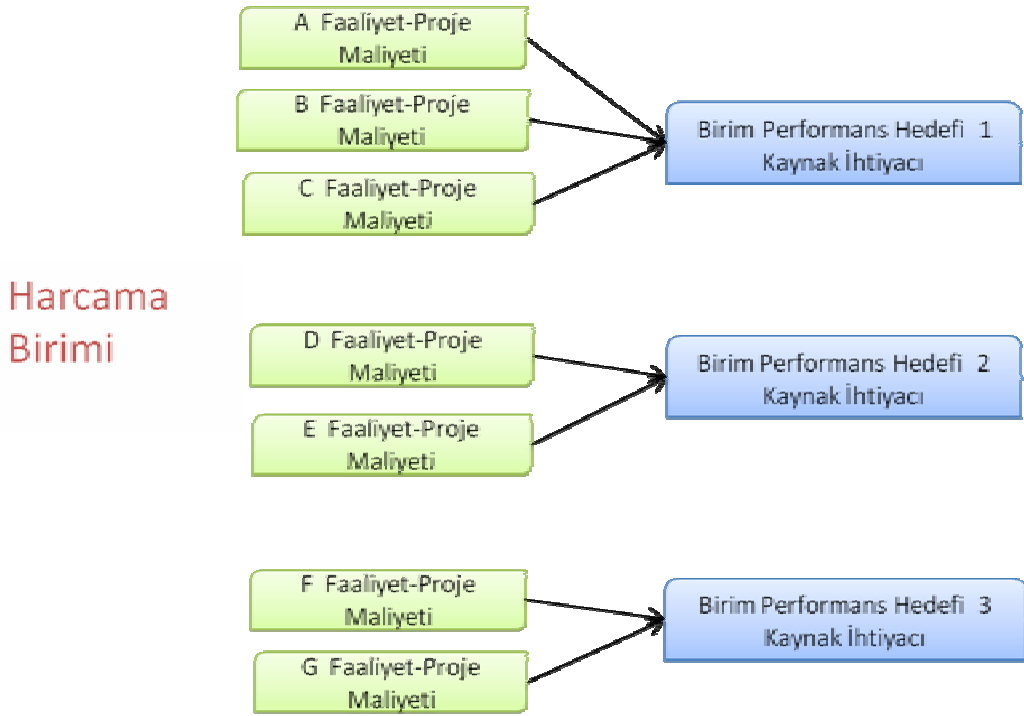 A Faaliyet-Proje
Maliyeti
B Faaliyet-Proje
Maliyeti
C Faaliyet-Proje
Maliyeti
Birim Performans Hedefi 1
Kaynak İhtiyacı
Harcama
Birimi
D Faaliyet-Proje
Maliyeti
E Faaliyet-Proje
Maliyeti
Birim Performans Hedefi 2
Kaynak İhtiyacı
F Faaliyet-Proje
Maliyeti
G Faaliyet-Proje
Maliyeti
Birim Performans Hedefi 3
Kaynak İhtiyacı